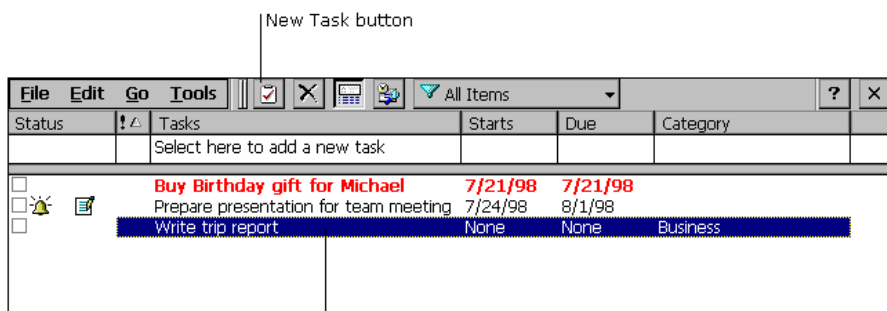 New Task button
File Edit Go Tools All Items ? ×
Status ! Tasks Starts Due Category
Select here to add a new task
Buy Birthday gift for Michael 7/21/98 7/21/98
Prepare presentation for team meeting 7/24/98 8/1/98
Write trip report None None Business